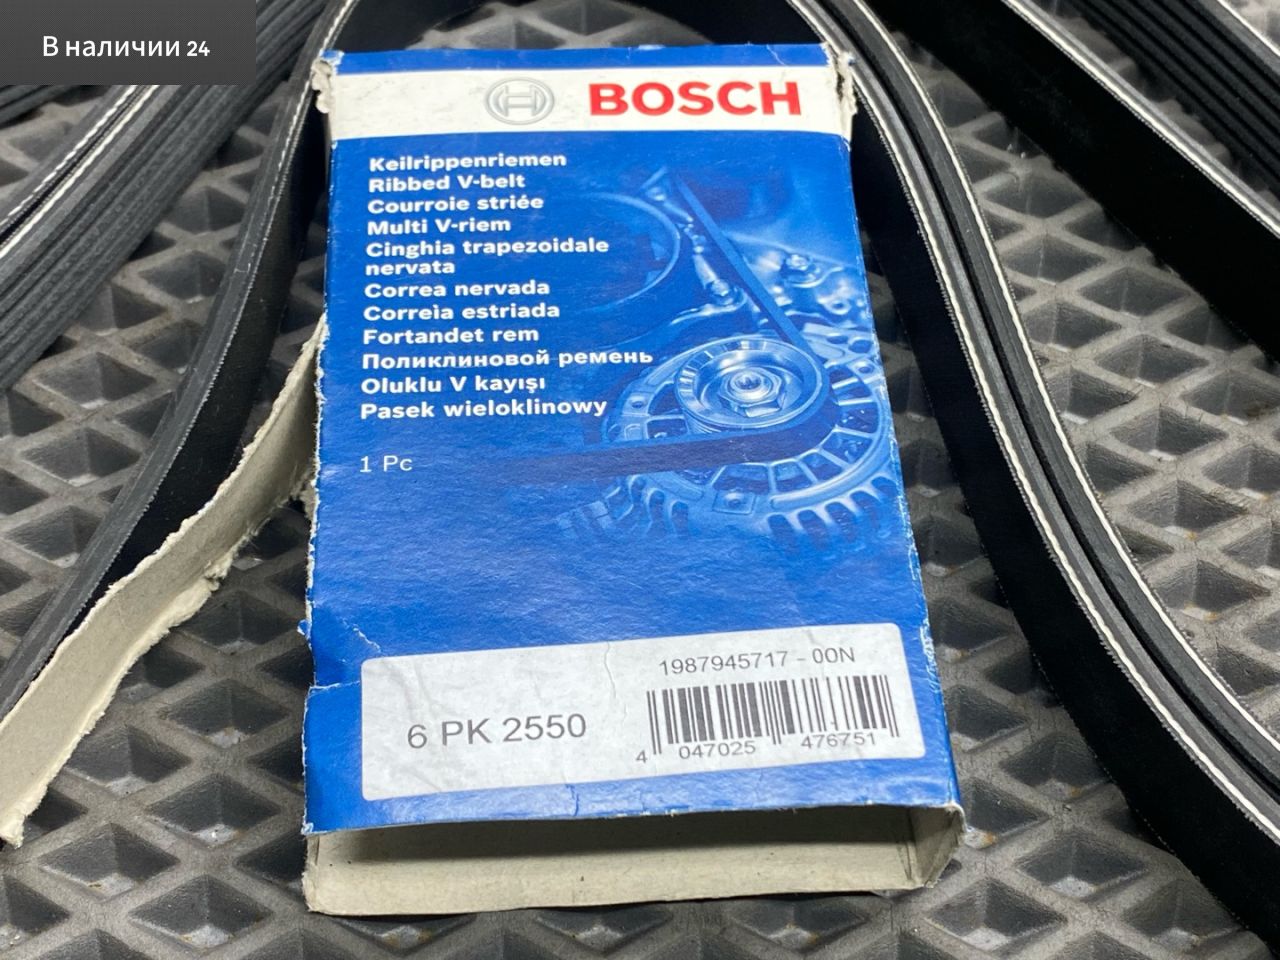 В наличии 24
BOSCH
Keilrippenriemen
Ribbed V-belt
Courroie striée
Multi V-riem
Cinghia trapezoidale
nervata
Correa nervada
Correia estriada
Fortandet rem
Поликлиновой ремень
Oluklu V kayışı
Pasek wieloklinowy
1 Pc
1987945717 - 00N
6 PK 2550
4 047025 476751